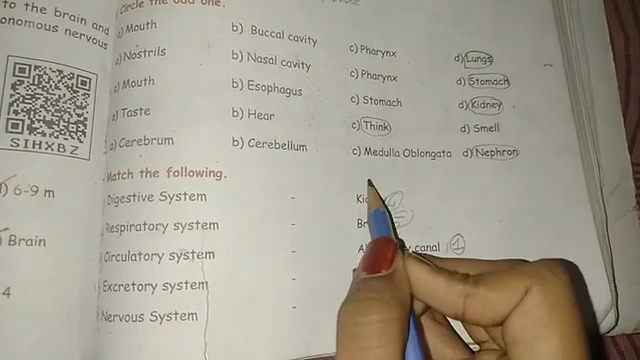 to the brain and
onomous nervous
SIHXBZ
6-9 m
Brain
4
Circle the odd one.
a) Mouth b) Buccal cavity c) Pharynx d) Lungs
a) Nostrils b) Nasal cavity c) Pharynx d) Stomach
a) Mouth b) Esophagus c) Stomach d) Kidney
a) Taste b) Hear c) Think d) Smell
a) Cerebrum b) Cerebellum c) Medulla Oblongata d) Nephron
Match the following.
Digestive System -
Respiratory system -
Circulatory system - canal 1
Excretory system -
Nervous System -